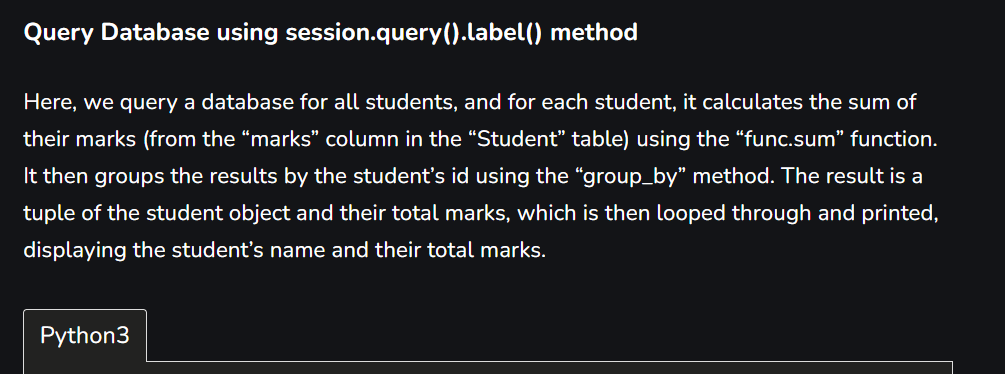 Query Database using session.query().label() method
Here, we query a database for all students, and for each student, it calculates the sum of
their marks (from the “marks” column in the “Student” table) using the “func.sum” function.
It then groups the results by the student’s id using the “group_by” method. The result is a
tuple of the student object and their total marks, which is then looped through and printed,
displaying the student’s name and their total marks.
Python3